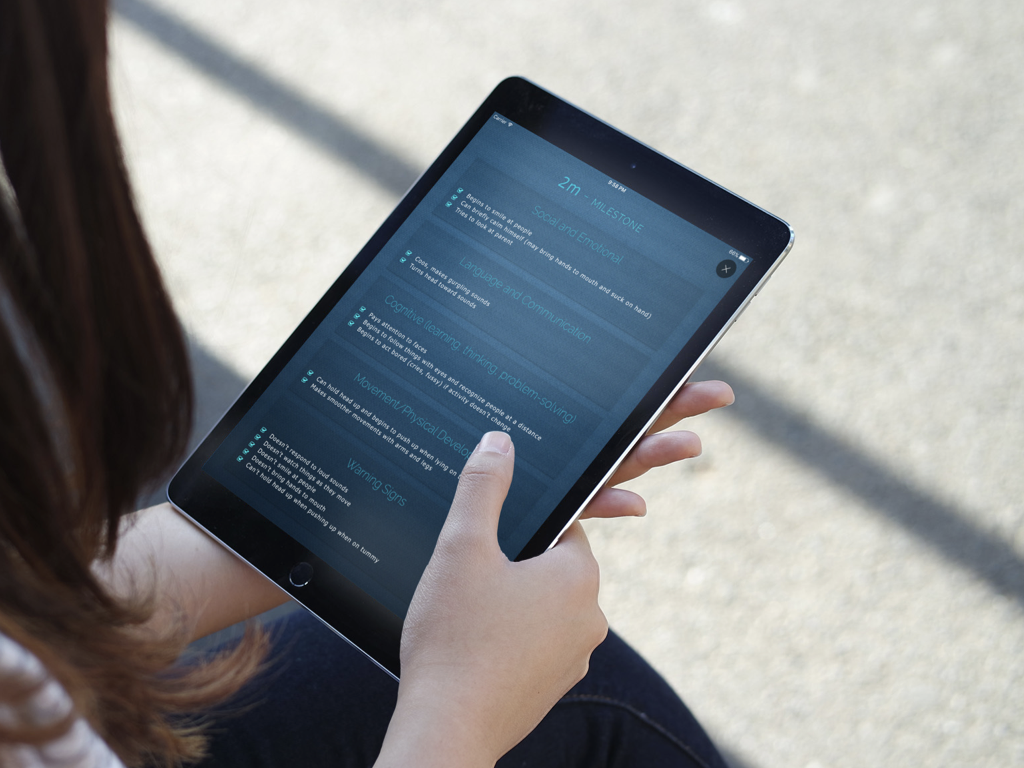 Carrier
9:58 PM
66%
2m - MILESTONE
Social and Emotional
Begins to smile at people
Can briefly calm himself (may bring hands to mouth and suck on hand)
Tries to look at parent
Language and Communication
Coos, makes gurgling sounds
Turns head toward sounds
Cognitive (learning, thinking, problem-solving)
Pays attention to faces
Begins to follow things with eyes and recognize people at a distance
Begins to act bored (cries, fussy) if activity doesn't change
Movement/Physical
Can hold head up and begins to push up when lying on
Makes smoother movements with arms and legs
Warning Signs
Doesn't respond to loud sounds
Doesn't watch things as they move
Doesn't smile at people
Doesn't bring hands to mouth
Can't hold head up when pushing up when on tummy